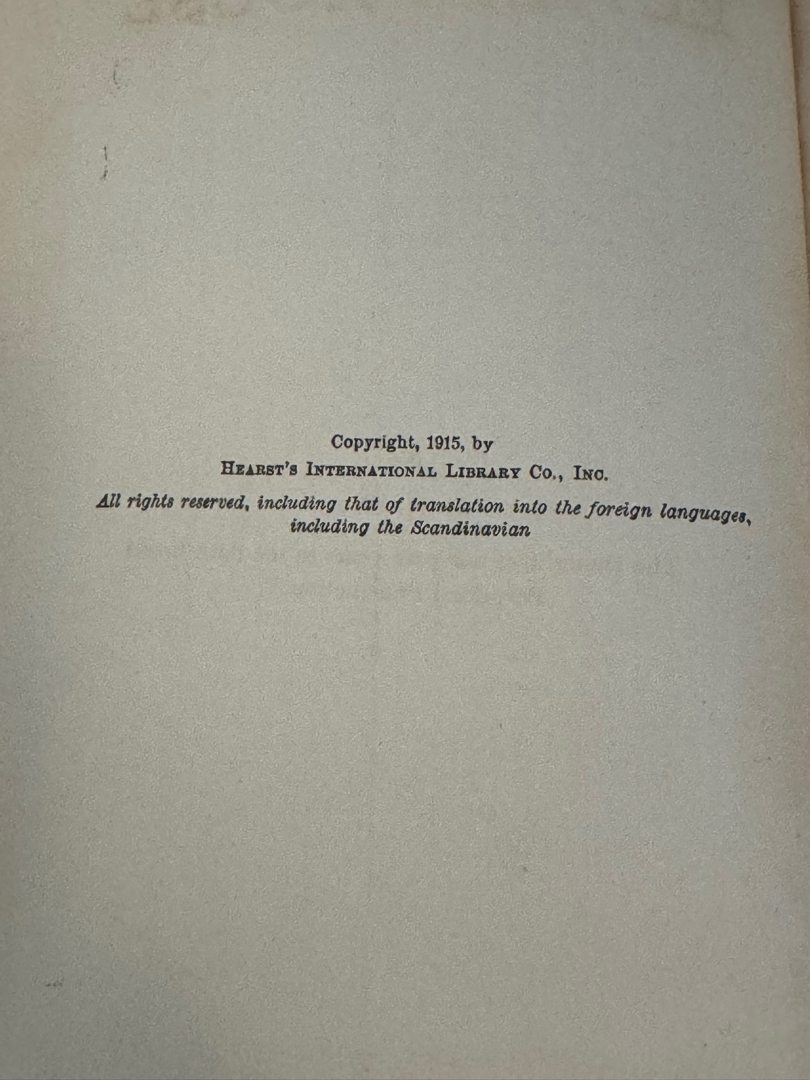 Copyright, 1915, by
HEARST'S INTERNATIONAL LIBRARY CO., INC.
All rights reserved, including that of translation into the foreign languages,
including the Scandinavian